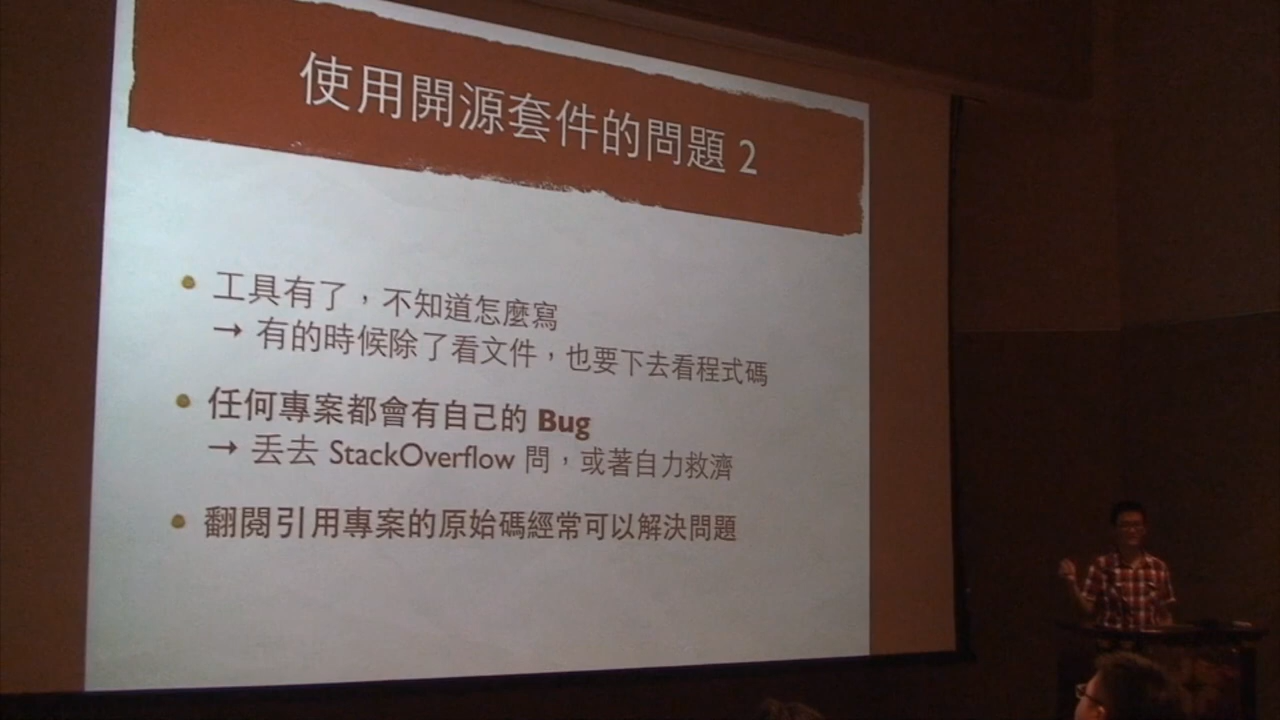 使用開源套件的問題 2
工具有了，不知道怎麼寫
→ 有的時候除了看文件，也要下去看程式碼
任何專案都會有自己的 Bug
→ 丟去 StackOverflow 問，或著自力救濟
翻閱引用專案的原始碼經常可以解決問題